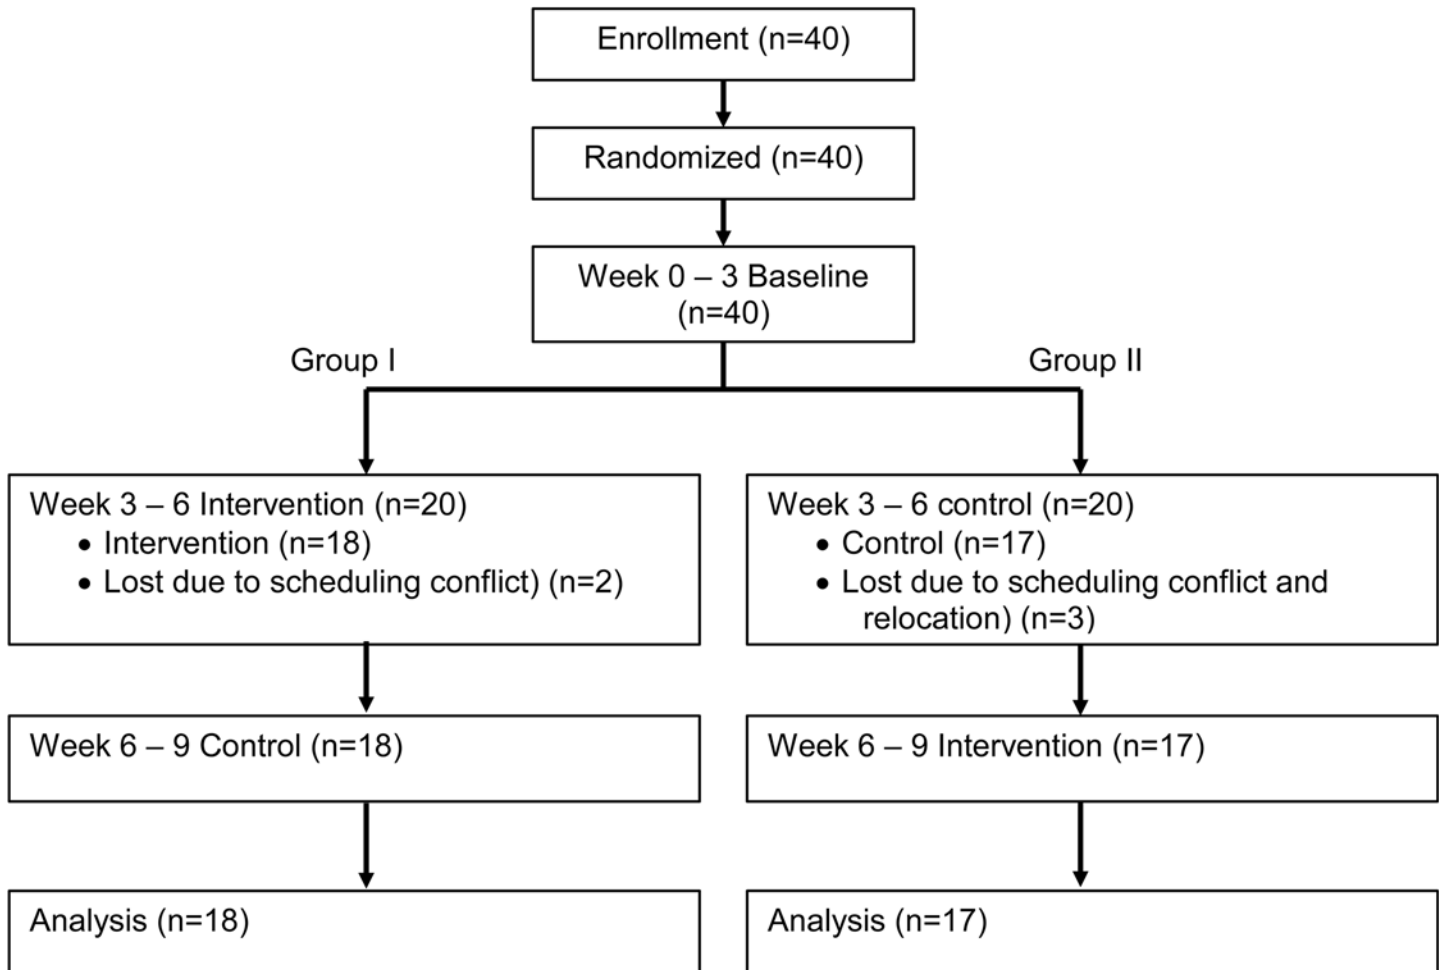 Enrollment (n=40)
Randomized (n=40)
Week 0 – 3 Baseline
(n=40)
Group I
Group II
Week 3 – 6 Intervention (n=20)
• Intervention (n=18)
• Lost due to scheduling conflict) (n=2)
Week 3 – 6 control (n=20)
• Control (n=17)
• Lost due to scheduling conflict and
relocation) (n=3)
Week 6 – 9 Control (n=18)
Week 6 – 9 Intervention (n=17)
Analysis (n=18)
Analysis (n=17)